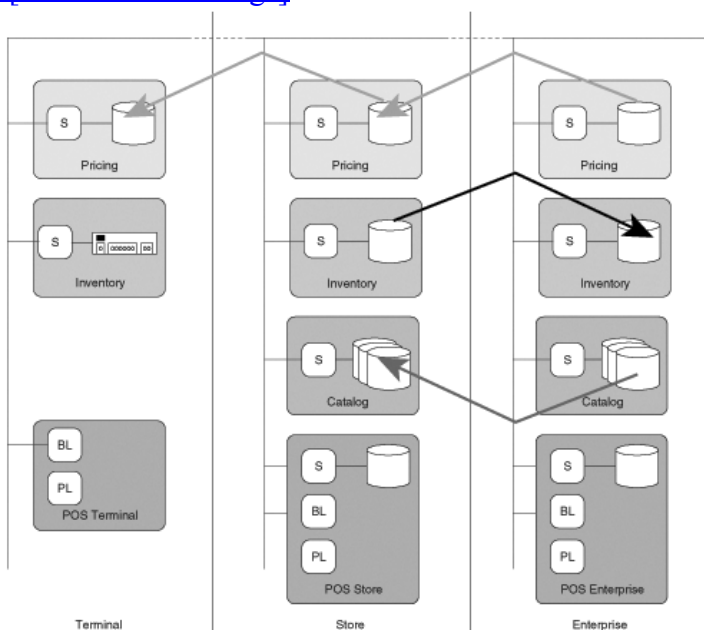 S
Pricing
S
Pricing
S
Pricing
S
Inventory
S
Inventory
S
Inventory
S
Catalog
S
Catalog
BL
PL
POS Terminal
S
BL
PL
POS Store
S
BL
PL
POS Enterprise
Terminal
Store
Enterprise